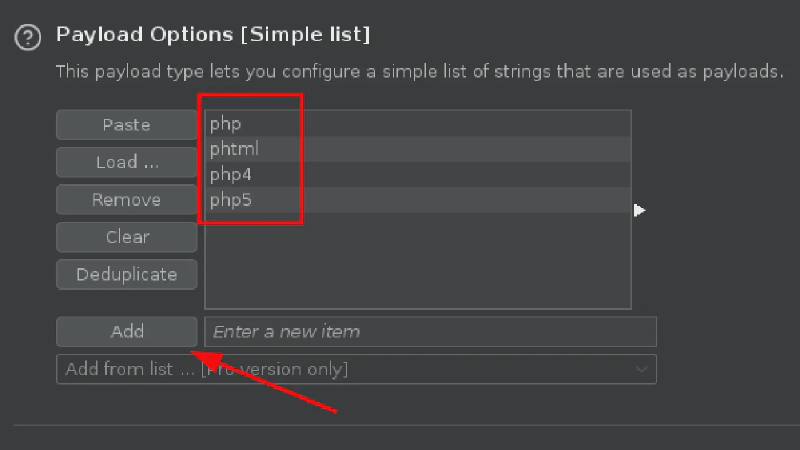 Payload Options [Simple list]
This payload type lets you configure a simple list of strings that are used as payloads.
Paste
Load ...
Remove
Clear
Deduplicate
php
phtml
php4
php5
Add
Enter a new item
Add from list ... [Pro version only]